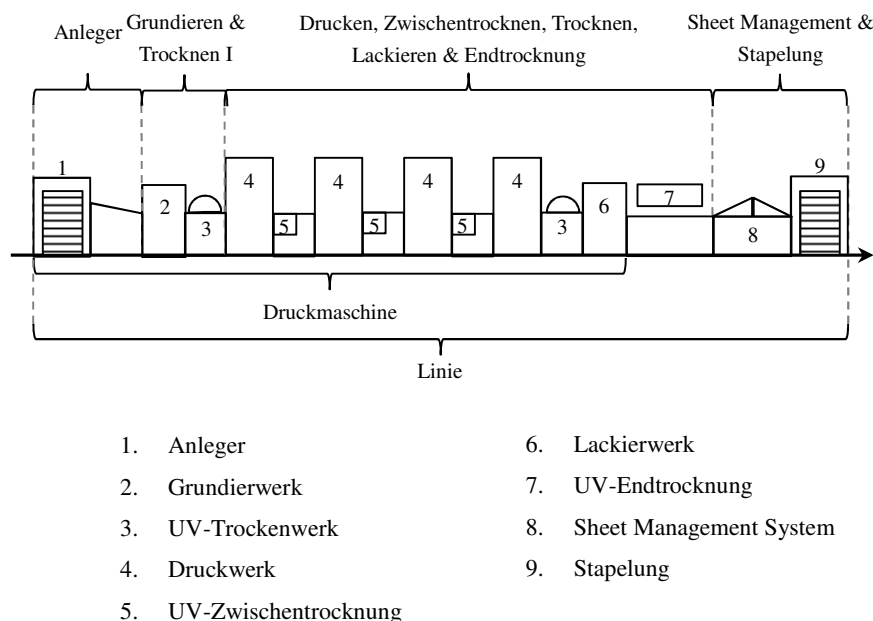 Anleger
Grundieren &
Trocknen I
Drucken, Zwischentrocknen, Trocknen,
Lackieren & Endtrocknung
Sheet Management &
Stapelung
1
2
3
4
5
4
5
4
5
4
3
6
7
8
9
Druckmaschine
Linie
1. Anleger
2. Grundierwerk
3. UV-Trockenwerk
4. Druckwerk
5. UV-Zwischentrocknung
6. Lackierwerk
7. UV-Endtrocknung
8. Sheet Management System
9. Stapelung